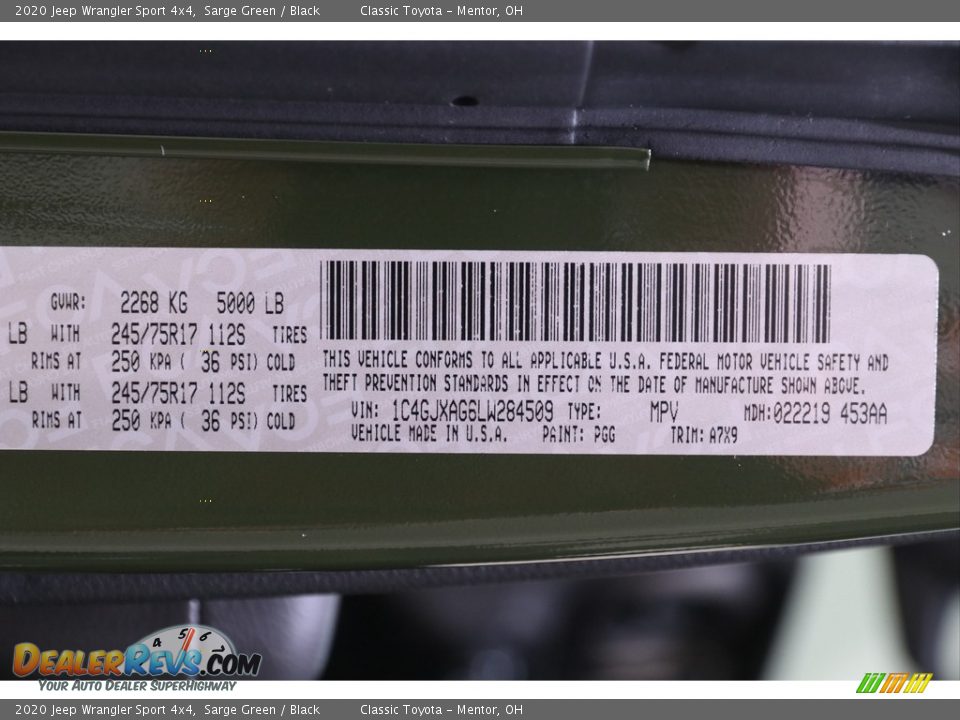 2020 Jeep Wrangler Sport 4x4, Sarge Green / Black Classic Toyota - Mentor, OH
GVWR: 2268 KG 5000 LB
LB WITH 245/75R17 112S TIRES
RIMS AT 250 KPA ( 36 PSI) COLD
LB WITH 245/75R17 112S TIRES
RIMS AT 250 KPA ( 36 PSI) COLD
THIS VEHICLE CONFORMS TO ALL APPLICABLE U.S.A. FEDERAL MOTOR VEHICLE SAFETY AND
THEFT PREVENTION STANDARDS IN EFFECT ON THE DATE OF MANUFACTURE SHOWN ABOVE.
VIN: 1C4GJXAG6LW284509 TYPE: MPV MDH:022219 453AA
VEHICLE MADE IN U.S.A. PAINT: PGG TRIM: A7X9
4 5 6
DEALERREVS.COM
YOUR AUTO DEALER SUPERHIGHWAY
2020 Jeep Wrangler Sport 4x4, Sarge Green / Black Classic Toyota - Mentor, OH